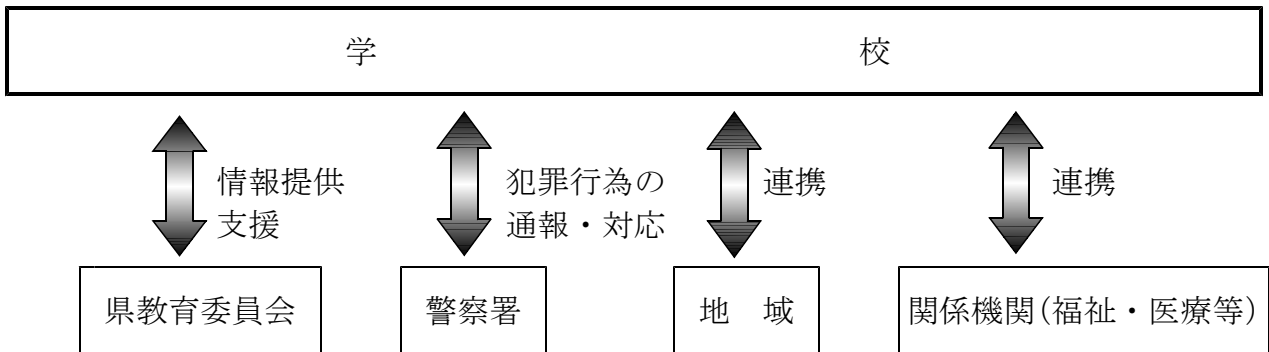 学　校
情報提供
支援
犯罪行為の
通報・対応
連携
連携
県教育委員会
警察署
地　域
関係機関(福祉・医療等)